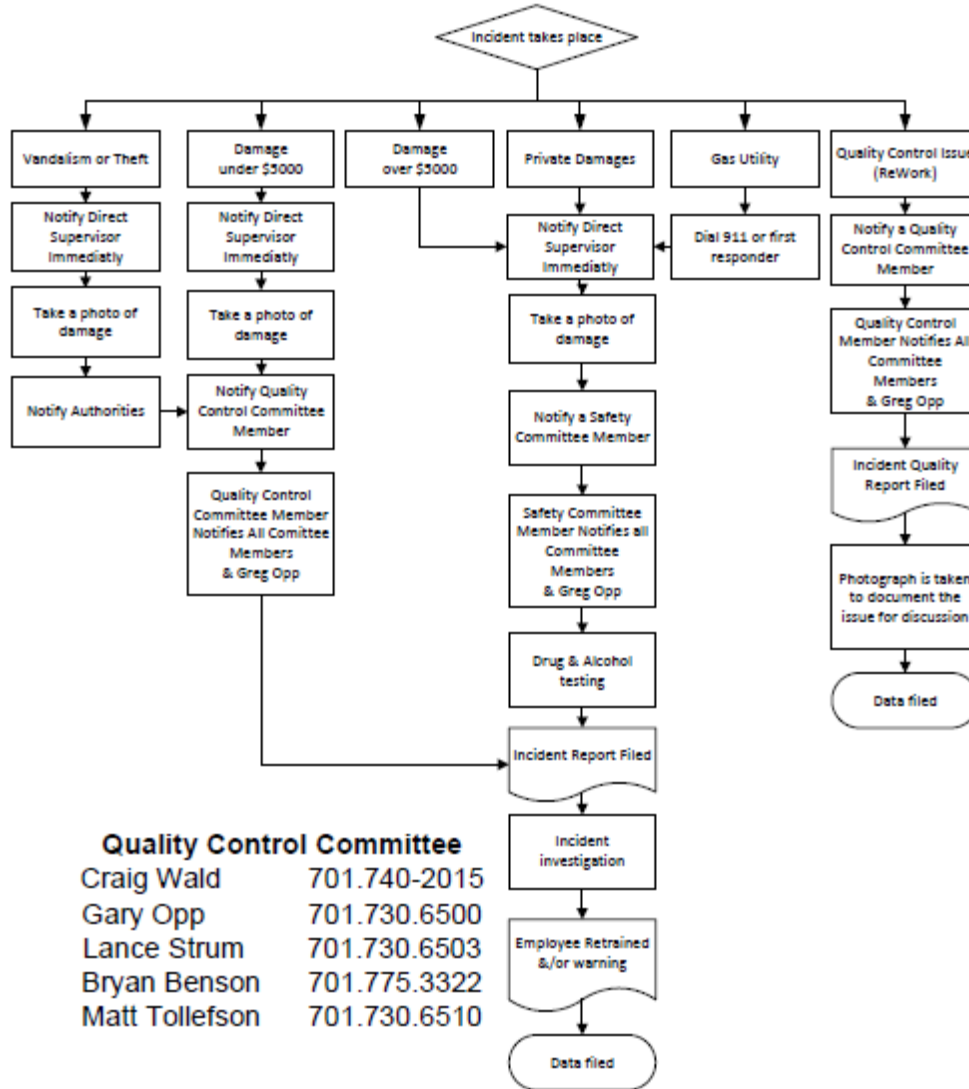 Incident takes place
Vandalism or Theft
Damage
under $5000
Damage
over $5000
Private Damages
Gas Utility
Quality Control Issue
(ReWork)
Notify Direct
Supervisor
Immediatly
Notify Direct
Supervisor
Immediatly
Notify Direct
Supervisor
Immediatly
Dial 911 or first
responder
Notify a Quality
Control Committee
Member
Take a photo of
damage
Take a photo of
damage
Take a photo of
damage
Quality Control
Member Notifies All
Committee
Members
& Greg Opp
Notify Authorities
Notify Quality
Control Committee
Member
Notify a Safety
Committee Member
Incident Quality
Report Filed
Quality Control
Committee Member
Notifies All Comittee
Members
& Greg Opp
Safety Committee
Member Notifies all
Committee
Members
& Greg Opp
Photograph is taken
to document the
issue for discussion
Drug & Alcohol
testing
Data filed
Incident Report Filed
Incident
investigation
Employee Retrained
&/or warning
Data filed
Quality Control Committee
Craig Wald 701.740-2015
Gary Opp 701.730.6500
Lance Strum 701.730.6503
Bryan Benson 701.775.3322
Matt Tollefson 701.730.6510